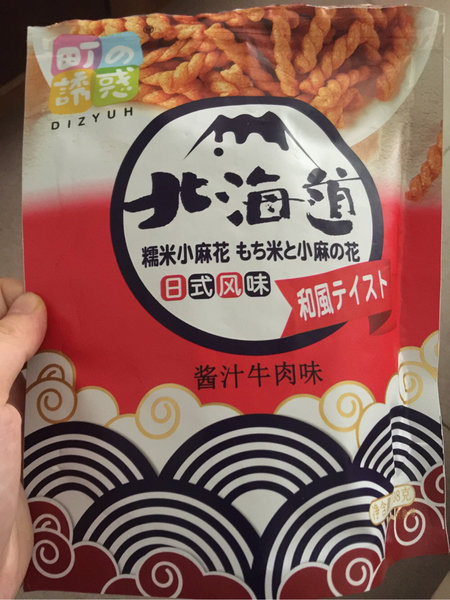 町の
誘惑
DIZYUH
北海道
糯米小麻花 もち米と小麻の花
日式风味
和風テイスト
酱汁牛肉味